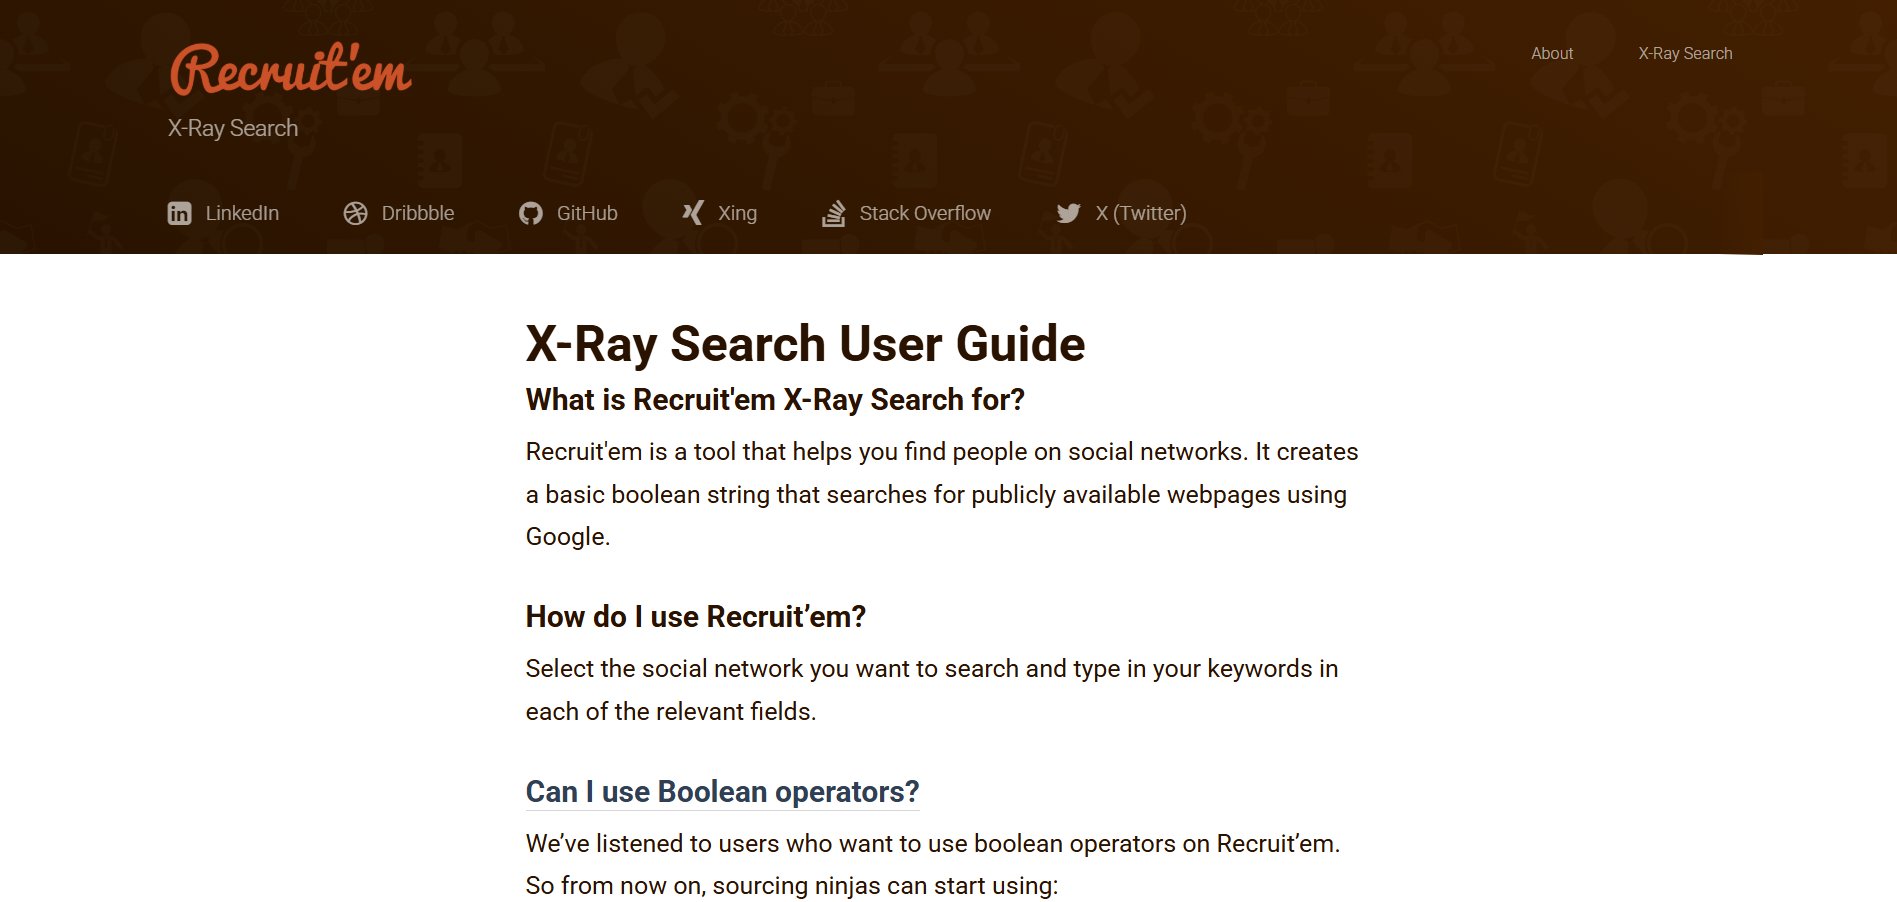 Recruit'em
About
X-Ray Search
X-Ray Search
LinkedIn
Dribbble
GitHub
Xing
Stack Overflow
X (Twitter)
X-Ray Search User Guide
What is Recruit'em X-Ray Search for?
Recruit'em is a tool that helps you find people on social networks. It creates
a basic boolean string that searches for publicly available webpages using
Google.
How do I use Recruit’em?
Select the social network you want to search and type in your keywords in
each of the relevant fields.
Can I use Boolean operators?
We’ve listened to users who want to use boolean operators on Recruit’em.
So from now on, sourcing ninjas can start using: